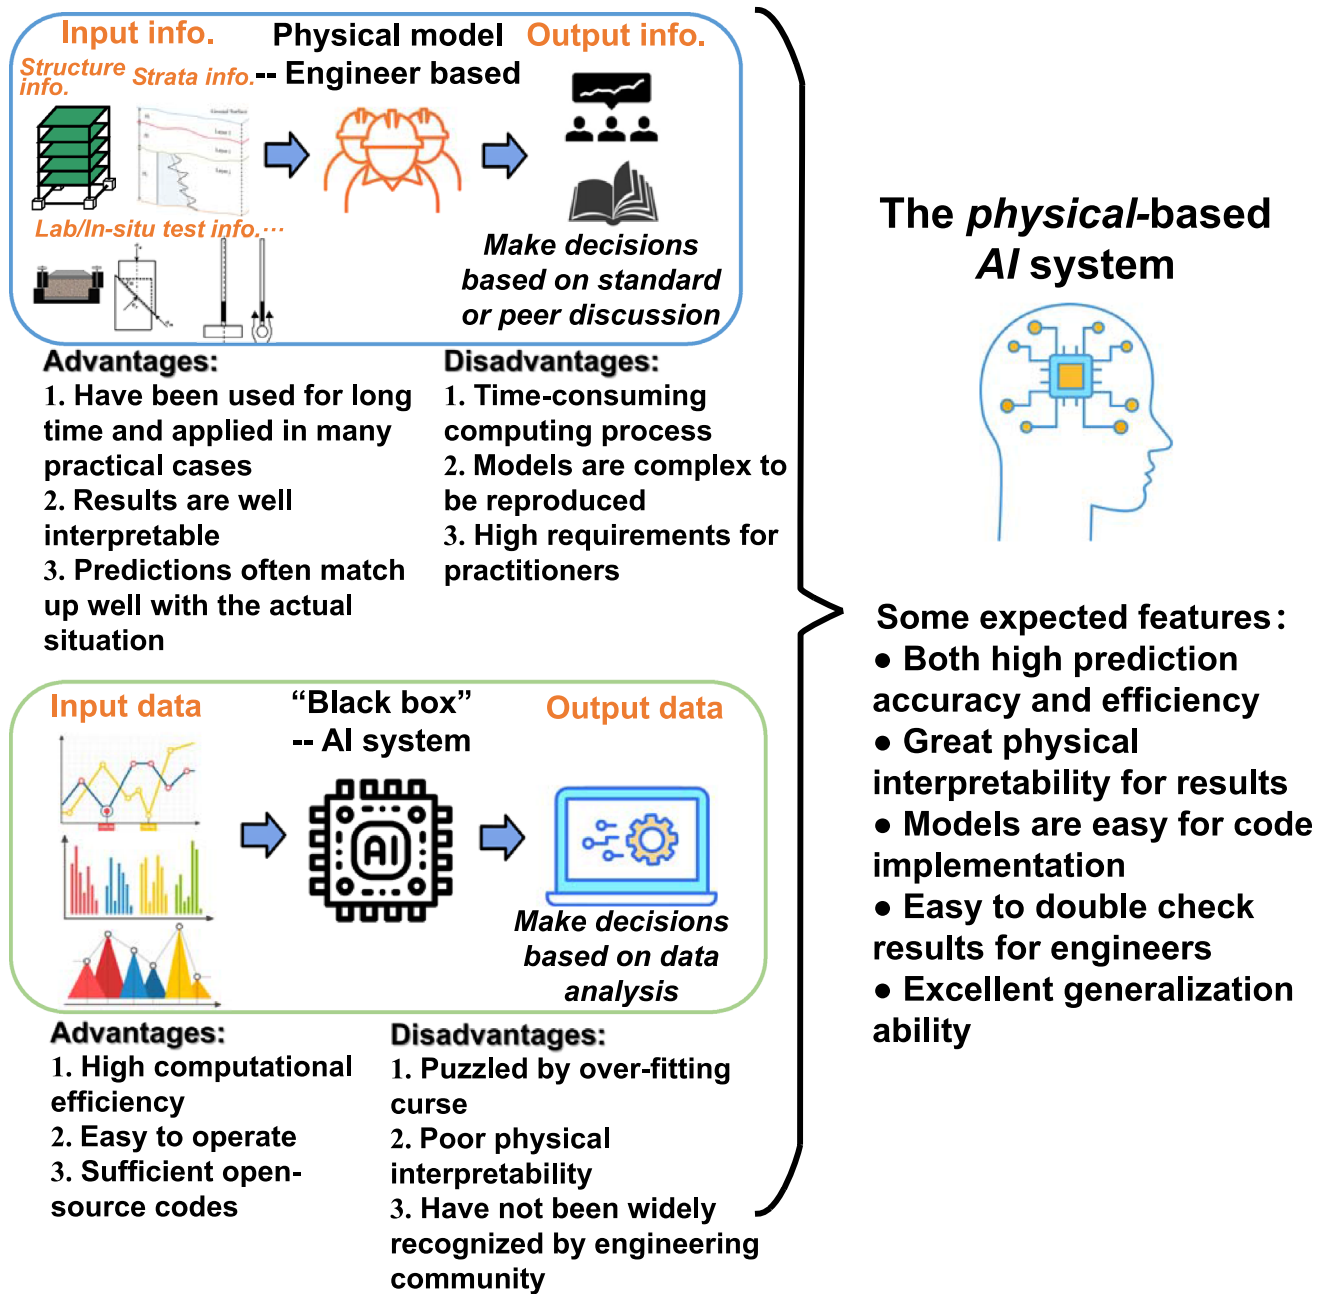 Input info.
Physical model
-- Engineer based
Output info.
Structure
info.
Strata info.
Ground Surface
Lab/In-situ test info.…
Make decisions
based on standard
or peer discussion
Advantages:
1. Have been used for long
time and applied in many
practical cases
2. Results are well
interpretable
3. Predictions often match
up well with the actual
situation
Disadvantages:
1. Time-consuming
computing process
2. Models are complex to
be reproduced
3. High requirements for
practitioners
Input data
“Black box”
-- AI system
Output data
AI
Make decisions
based on data
analysis
Advantages:
1. High computational
efficiency
2. Easy to operate
3. Sufficient open-
source codes
Disadvantages:
1. Puzzled by over-fitting
curse
2. Poor physical
interpretability
3. Have not been widely
recognized by engineering
community
The physical-based
AI system
Some expected features:
● Both high prediction
accuracy and efficiency
● Great physical
interpretability for results
● Models are easy for code
implementation
● Easy to double check
results for engineers
● Excellent generalization
ability